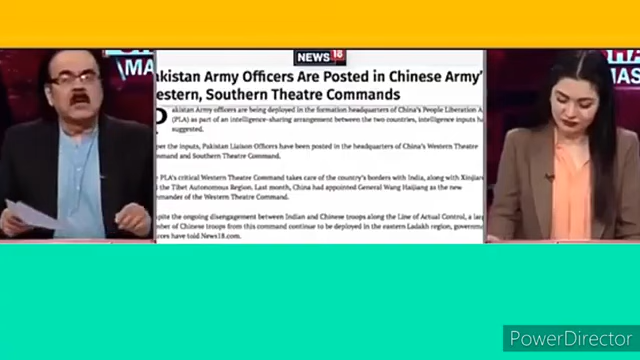 NEWS 18
MAS
akistan Army Officers Are Posted in Chinese Army'
estern, Southern Theatre Commands
P akistan Army officers are being deployed in the formation headquarters of China's People Liberation A
(PLA) as part of an intelligence-sharing arrangement between the two countries, intelligence inputs h
suggested.
per the inputs, Pakistan Liaison Officers have been posted in the headquarters of China's Western Theatre
mmand and Southern Theatre Command.
PLA's critical Western Theatre Command takes care of the country's borders with India, along with Xinjian
the Tibet Autonomous Region. Last month, China had appointed General Wang Haijiang as the new
mmander of the Western Theatre Command.
spite the ongoing disengagement between Indian and Chinese troops along the Line of Actual Control, a larg
mber of Chinese troops from this command continue to be deployed in the eastern Ladakh region, governm
urces have told News18.com.
MAS
PowerDirector